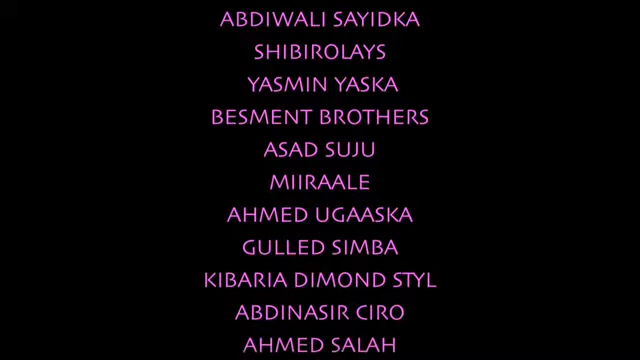 ABDIWALI SAYIDKA
SHIBIROLAYS
YASMIN YASKA
BESMENT BROTHERS
ASAD SUJU
MIIRAALE
AHMED UGAASKA
GULLED SIMBA
KIBARIA DIMOND STYL
ABDINASIR CIRO
AHMED SALAH